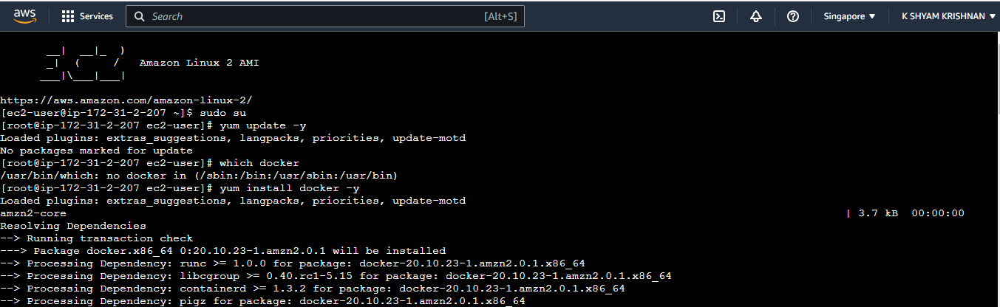 aws Services Search [Alt+S] Singapore K SHYAM KRISHNAN
__| __|_ )
_| ( / Amazon Linux 2 AMI
___|\___|___|
https://aws.amazon.com/amazon-linux-2/
[ec2-user@ip-172-31-2-207 ~]$ sudo su
[root@ip-172-31-2-207 ec2-user]# yum update -y
Loaded plugins: extras_suggestions, langpacks, priorities, update-motd
No packages marked for update
[root@ip-172-31-2-207 ec2-user]# which docker
/usr/bin/which: no docker in (/sbin:/bin:/usr/sbin:/usr/bin)
[root@ip-172-31-2-207 ec2-user]# yum install docker -y
Loaded plugins: extras_suggestions, langpacks, priorities, update-motd
amzn2-core | 3.7 kB 00:00:00
Resolving Dependencies
--> Running transaction check
---> Package docker.x86_64 0:20.10.23-1.amzn2.0.1 will be installed
--> Processing Dependency: runc >= 1.0.0 for package: docker-20.10.23-1.amzn2.0.1.x86_64
--> Processing Dependency: libcgroup >= 0.40.rc1-5.15 for package: docker-20.10.23-1.amzn2.0.1.x86_64
--> Processing Dependency: containerd >= 1.3.2 for package: docker-20.10.23-1.amzn2.0.1.x86_64
--> Processing Dependency: pigz for package: docker-20.10.23-1.amzn2.0.1.x86_64